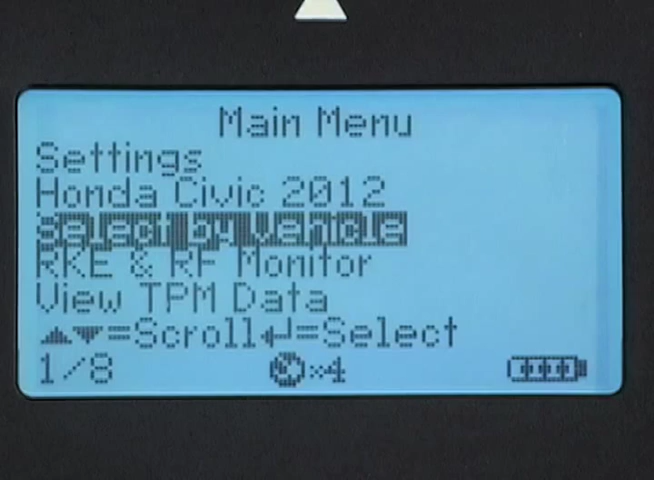 Main Menu
Settings
Honda Civic 2012
Select by Vehicle
RKE & RF Monitor
View TPM Data
▲▼=Scroll↵=Select
1/8 ×4